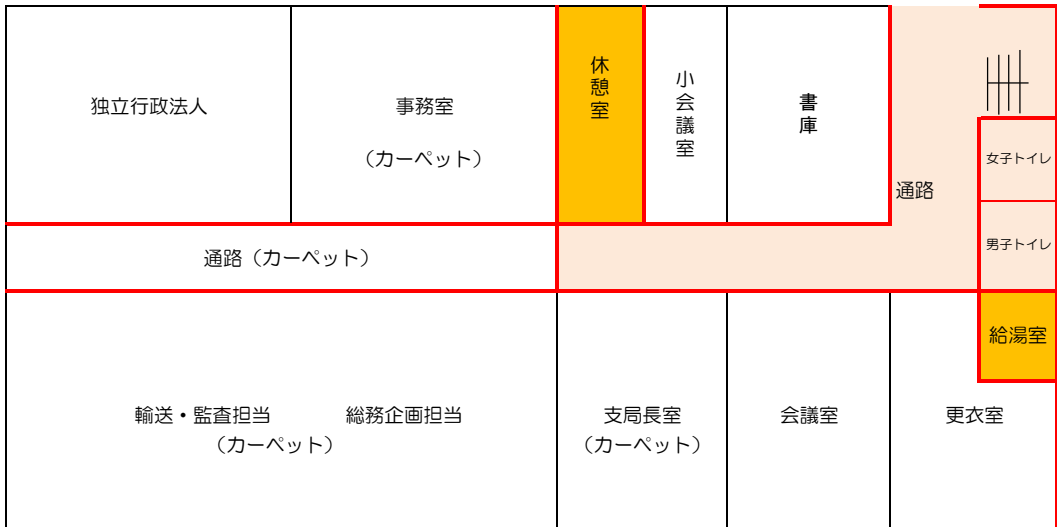 独立行政法人
事務室
（カーペット）
休憩室
小会議室
書庫
通路
女子トイレ
男子トイレ
通路（カーペット）
給湯室
輸送・監査担当　　　総務企画担当
（カーペット）
支局長室
（カーペット）
会議室
更衣室